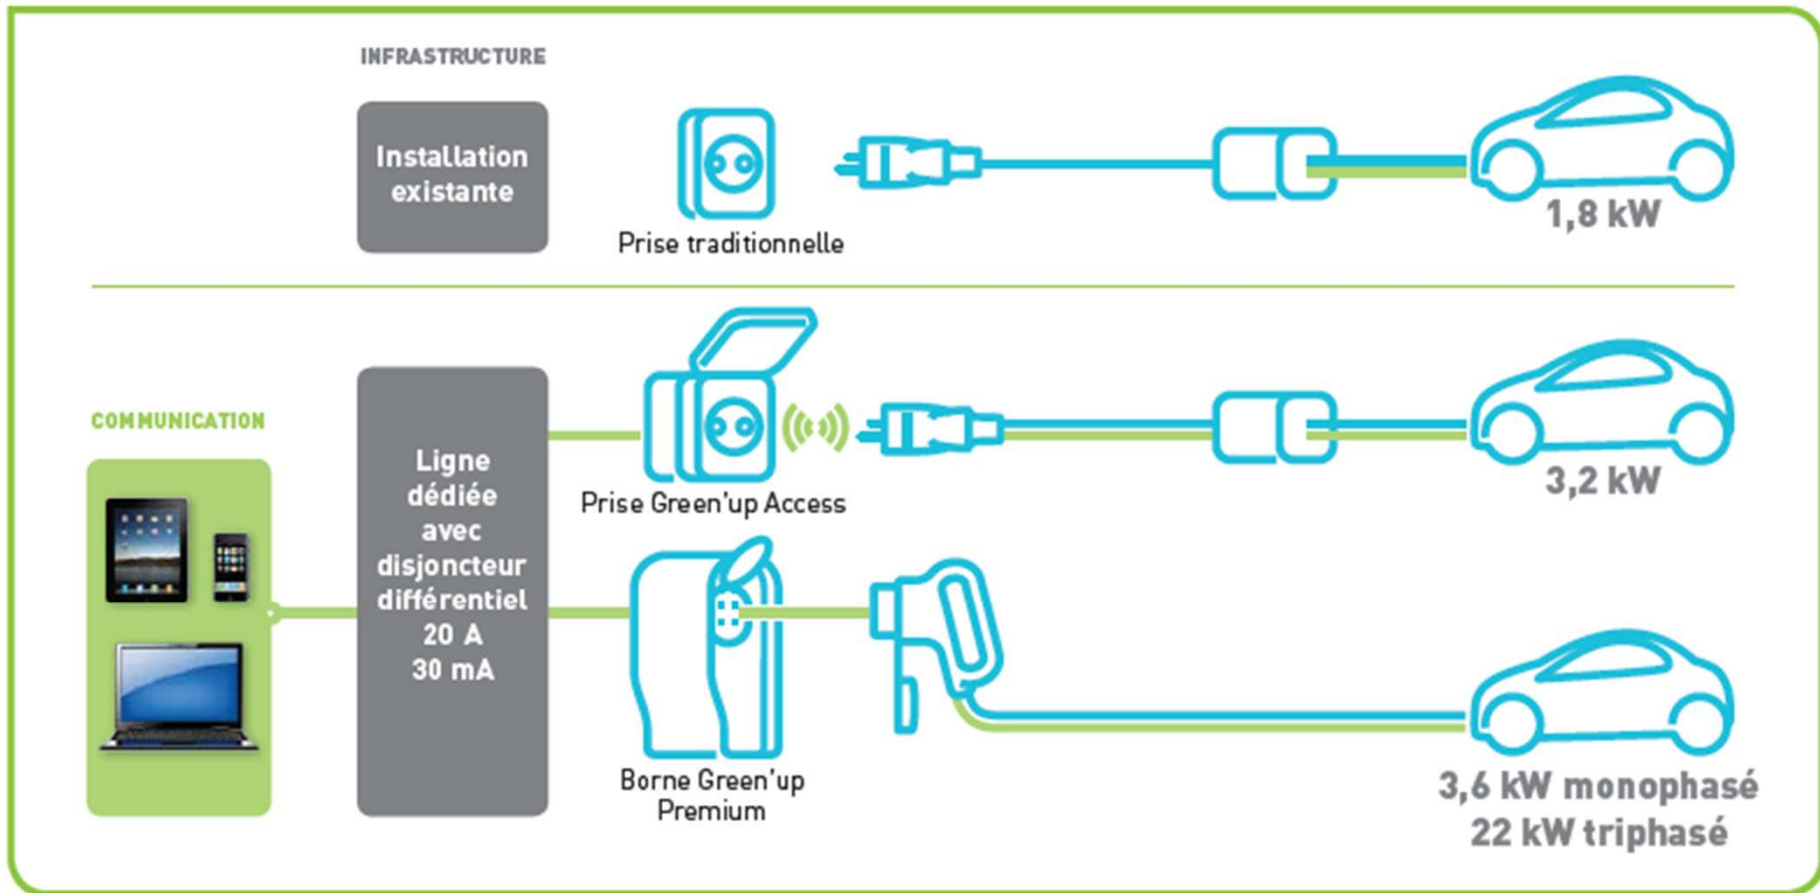 INFRASTRUCTURE
Installation
existante
Prise traditionnelle
1,8 kW
COMMUNICATION
Ligne
dédiée
avec
disjoncteur
différentiel
20 A
30 mA
Prise Green'up Access
3,2 kW
Borne Green'up
Premium
3,6 kW monophasé
22 kW triphasé